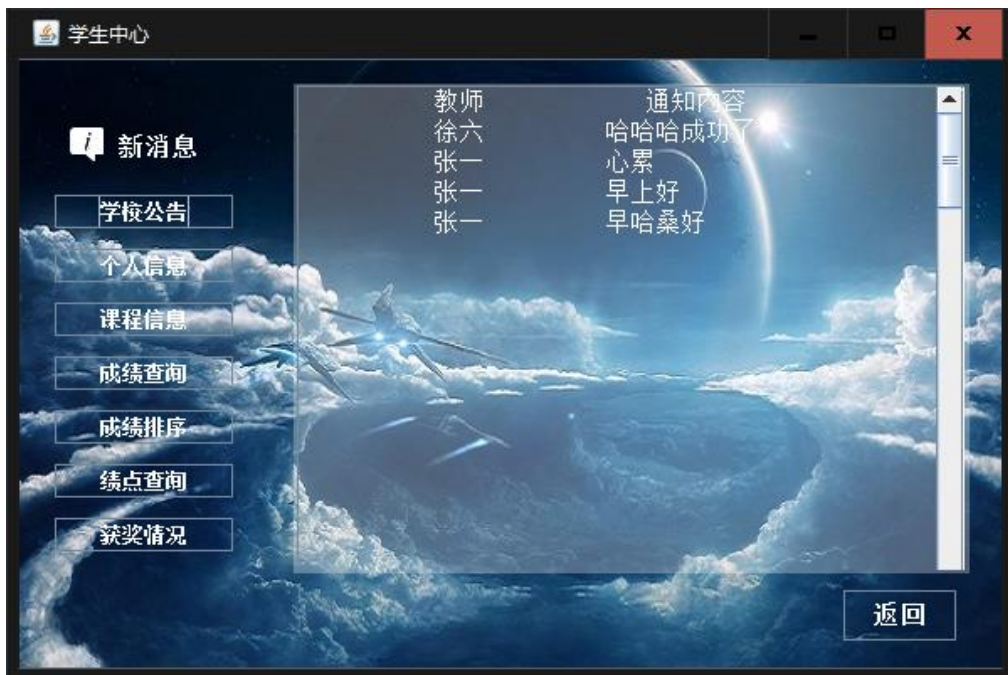 学生中心
新消息
学校公告
个人信息
课程信息
成绩查询
成绩排序
绩点查询
获奖情况
教师 通知内容
徐六 哈哈哈成功了
张一 心累
张一 早上好
张一 早哈桑好
返回